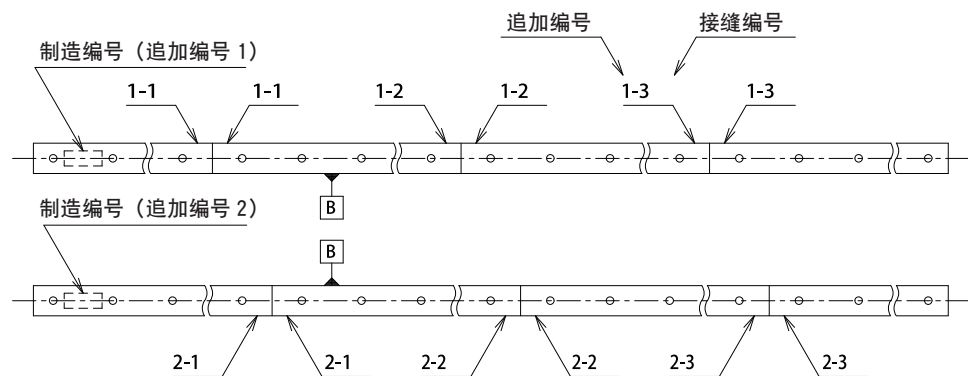 追加编号 接缝编号
制造编号（追加编号 1）
1-1 1-1 1-2 1-2 1-3 1-3
B
制造编号（追加编号 2）
B
2-1 2-1 2-2 2-2 2-3 2-3